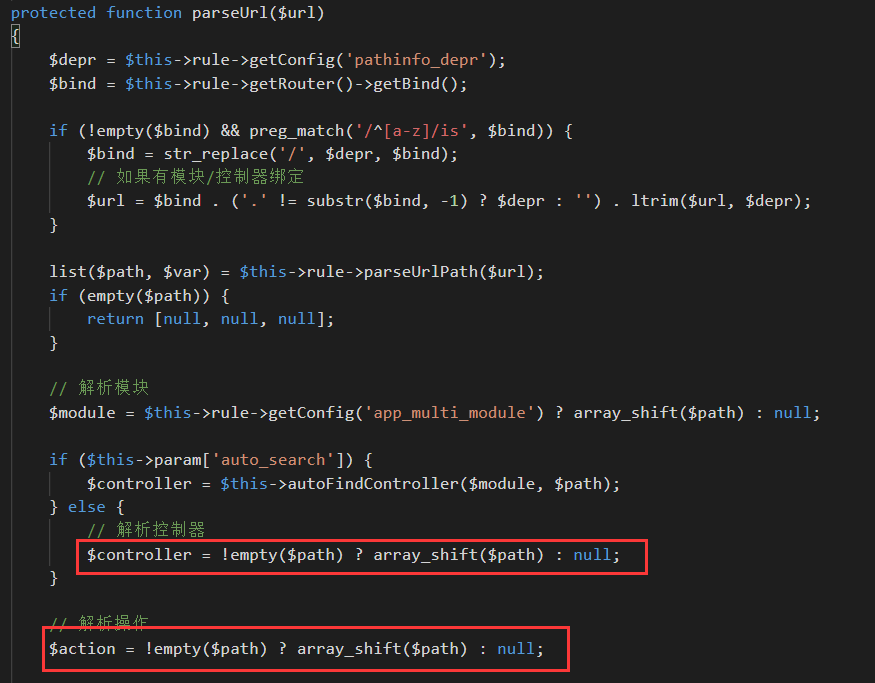 protected function parseUrl($url)
{
$depr = $this->rule->getConfig('pathinfo_depr');
$bind = $this->rule->getRouter()->getBind();
if (!empty($bind) && preg_match('/^[a-z]/is', $bind)) {
$bind = str_replace('/', $depr, $bind);
// 如果有模块/控制器绑定
$url = $bind . ('.' != substr($bind, -1) ? $depr : '') . ltrim($url, $depr);
}
list($path, $var) = $this->rule->parseUrlPath($url);
if (empty($path)) {
return [null, null, null];
}
// 解析模块
$module = $this->rule->getConfig('app_multi_module') ? array_shift($path) : null;
if ($this->param['auto_search']) {
$controller = $this->autoFindController($module, $path);
} else {
// 解析控制器
$controller = !empty($path) ? array_shift($path) : null;
}
// 解析操作
$action = !empty($path) ? array_shift($path) : null;